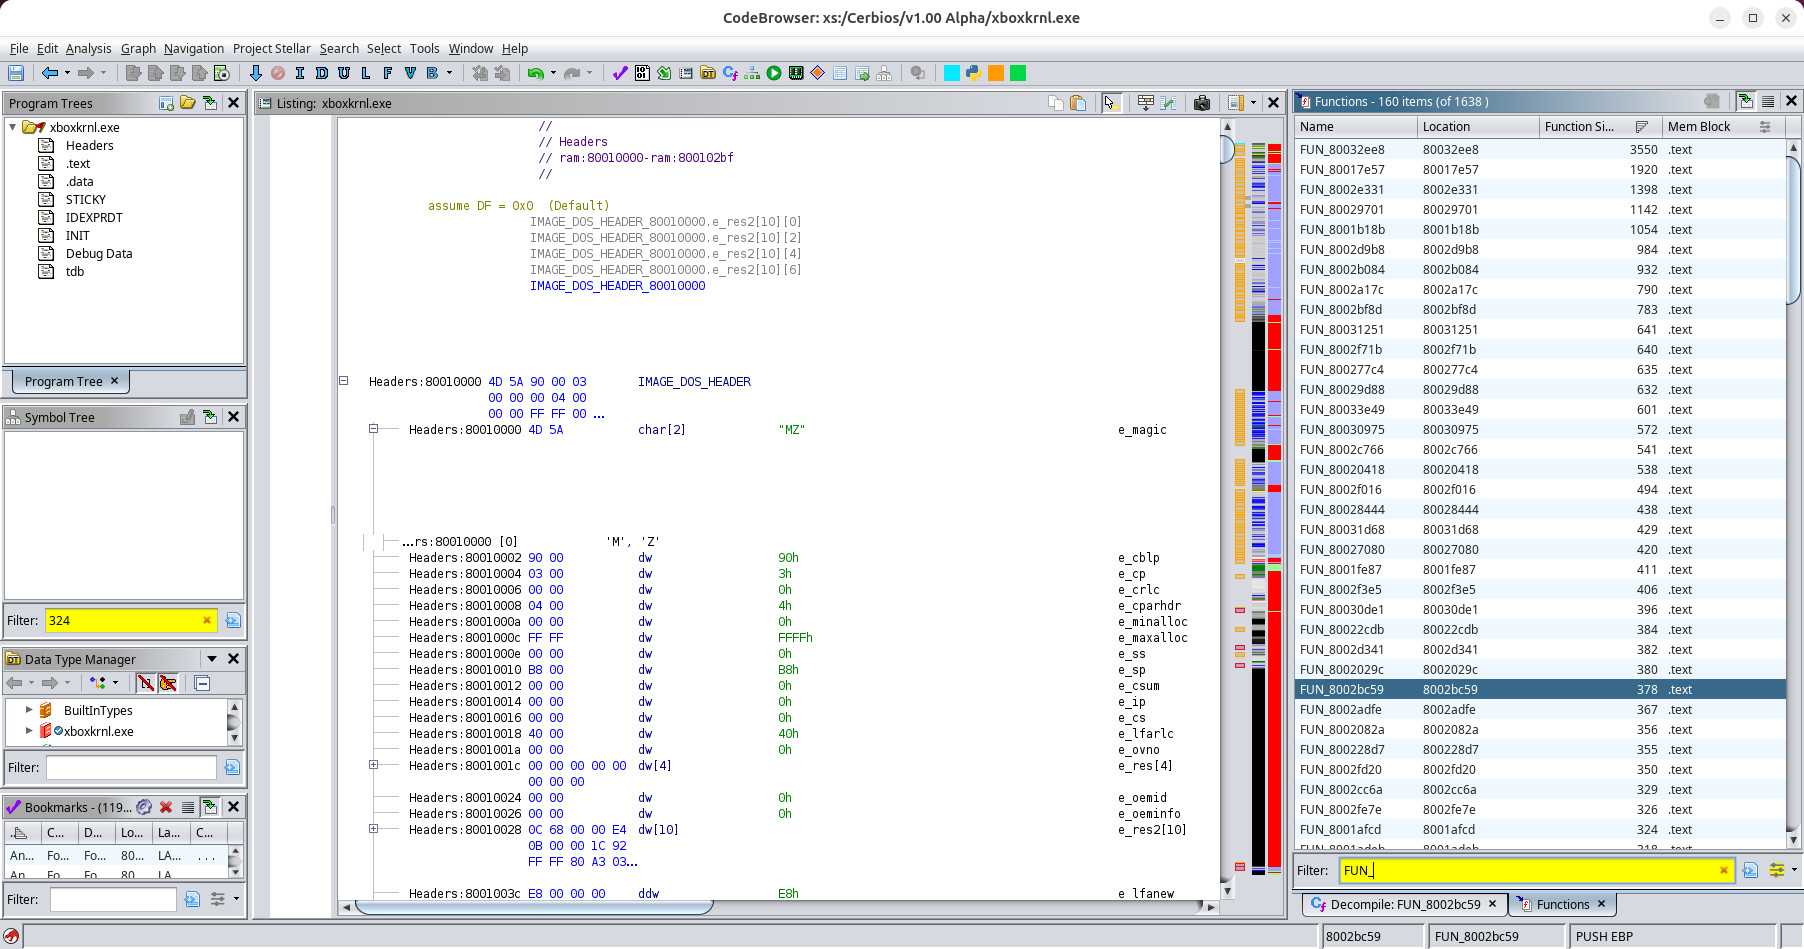 CodeBrowser: xs:/Cerbios/v1.00 Alpha/xboxkrnl.exe
File Edit Analysis Graph Navigation Project Stellar Search Select Tools Window Help
I D U L F V B
Program Trees
xboxkrnl.exe
Headers
.text
.data
STICKY
IDEXPRDT
INIT
Debug Data
tdb
Program Tree
Symbol Tree
Filter: 324
Data Type Manager
BuiltInTypes
xboxkrnl.exe
Filter:
Bookmarks - (119...
C... D... Lo... La... C...
An... Fo... Fo... 80... LA... ...
An Fo Fo 80 LA
Filter:
Listing: xboxkrnl.exe
//
// Headers
// ram:80010000-ram:800102bf
//
assume DF = 0x0 (Default)
IMAGE_DOS_HEADER_80010000.e_res2[10][0]
IMAGE_DOS_HEADER_80010000.e_res2[10][2]
IMAGE_DOS_HEADER_80010000.e_res2[10][4]
IMAGE_DOS_HEADER_80010000.e_res2[10][6]
IMAGE_DOS_HEADER_80010000
Headers:80010000 4D 5A 90 00 03 IMAGE_DOS_HEADER
00 00 00 04 00
00 00 FF FF 00 ...
Headers:80010000 4D 5A char[2] "MZ" e_magic
...rs:80010000 [0] 'M', 'Z'
Headers:80010002 90 00 dw 90h e_cblp
Headers:80010004 03 00 dw 3h e_cp
Headers:80010006 00 00 dw 0h e_crlc
Headers:80010008 04 00 dw 4h e_cparhdr
Headers:8001000a 00 00 dw 0h e_minalloc
Headers:8001000c FF FF dw FFFFh e_maxalloc
Headers:8001000e 00 00 dw 0h e_ss
Headers:80010010 B8 00 dw B8h e_sp
Headers:80010012 00 00 dw 0h e_csum
Headers:80010014 00 00 dw 0h e_ip
Headers:80010016 00 00 dw 0h e_cs
Headers:80010018 40 00 dw 40h e_lfarlc
Headers:8001001a 00 00 dw 0h e_ovno
Headers:8001001c 00 00 00 00 00 dw[4] e_res[4]
00 00 00
Headers:80010024 00 00 dw 0h e_oemid
Headers:80010026 00 00 dw 0h e_oeminfo
Headers:80010028 0C 68 00 00 E4 dw[10] e_res2[10]
0B 00 00 1C 92
FF FF 80 A3 03...
Headers:8001003c E8 00 00 00 ddw E8h e_lfanew
Functions - 160 items (of 1638 )
Name Location Function Si... Mem Block
FUN_80032ee8 80032ee8 3550 .text
FUN_80017e57 80017e57 1920 .text
FUN_8002e331 8002e331 1398 .text
FUN_80029701 80029701 1142 .text
FUN_8001b18b 8001b18b 1054 .text
FUN_8002d9b8 8002d9b8 984 .text
FUN_8002b084 8002b084 932 .text
FUN_8002a17c 8002a17c 790 .text
FUN_8002bf8d 8002bf8d 783 .text
FUN_80031251 80031251 641 .text
FUN_8002f71b 8002f71b 640 .text
FUN_800277c4 800277c4 635 .text
FUN_80029d88 80029d88 632 .text
FUN_80033e49 80033e49 601 .text
FUN_80030975 80030975 572 .text
FUN_8002c766 8002c766 541 .text
FUN_80020418 80020418 538 .text
FUN_8002f016 8002f016 494 .text
FUN_80028444 80028444 438 .text
FUN_80031d68 80031d68 429 .text
FUN_80027080 80027080 420 .text
FUN_8001fe87 8001fe87 411 .text
FUN_8002f3e5 8002f3e5 406 .text
FUN_80030de1 80030de1 396 .text
FUN_80022cdb 80022cdb 384 .text
FUN_8002d341 8002d341 382 .text
FUN_8002029c 8002029c 380 .text
FUN_8002bc59 8002bc59 378 .text
FUN_8002adfe 8002adfe 367 .text
FUN_8002082a 8002082a 356 .text
FUN_800228d7 800228d7 355 .text
FUN_8002fd20 8002fd20 350 .text
FUN_8002cc6a 8002cc6a 329 .text
FUN_8002fe7e 8002fe7e 326 .text
FUN_8001afcd 8001afcd 324 .text
FUN_8001adeb 8001adeb 318 .text
Filter: FUN_
Decompile: FUN_8002bc59 Functions
8002bc59 FUN_8002bc59 PUSH EBP